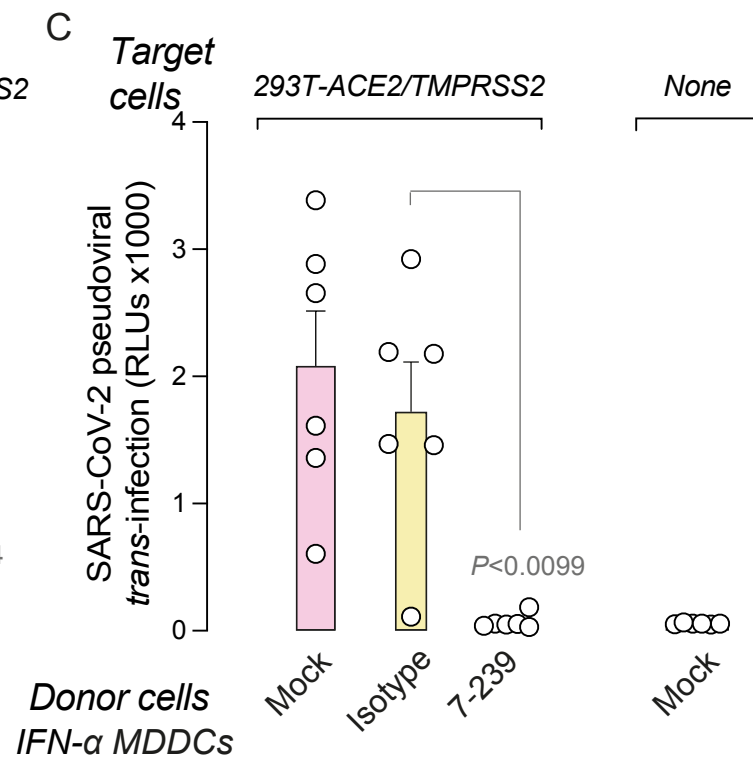 C
Target
cells
S2
293T-ACE2/TMPRSS2
None
SARS-CoV-2 pseudoviral
trans-infection (RLUs x1000)
4
3
2
1
0
P<0.0099
Mock
Isotype
7-239
Mock
Donor cells
IFN-α MDDCs